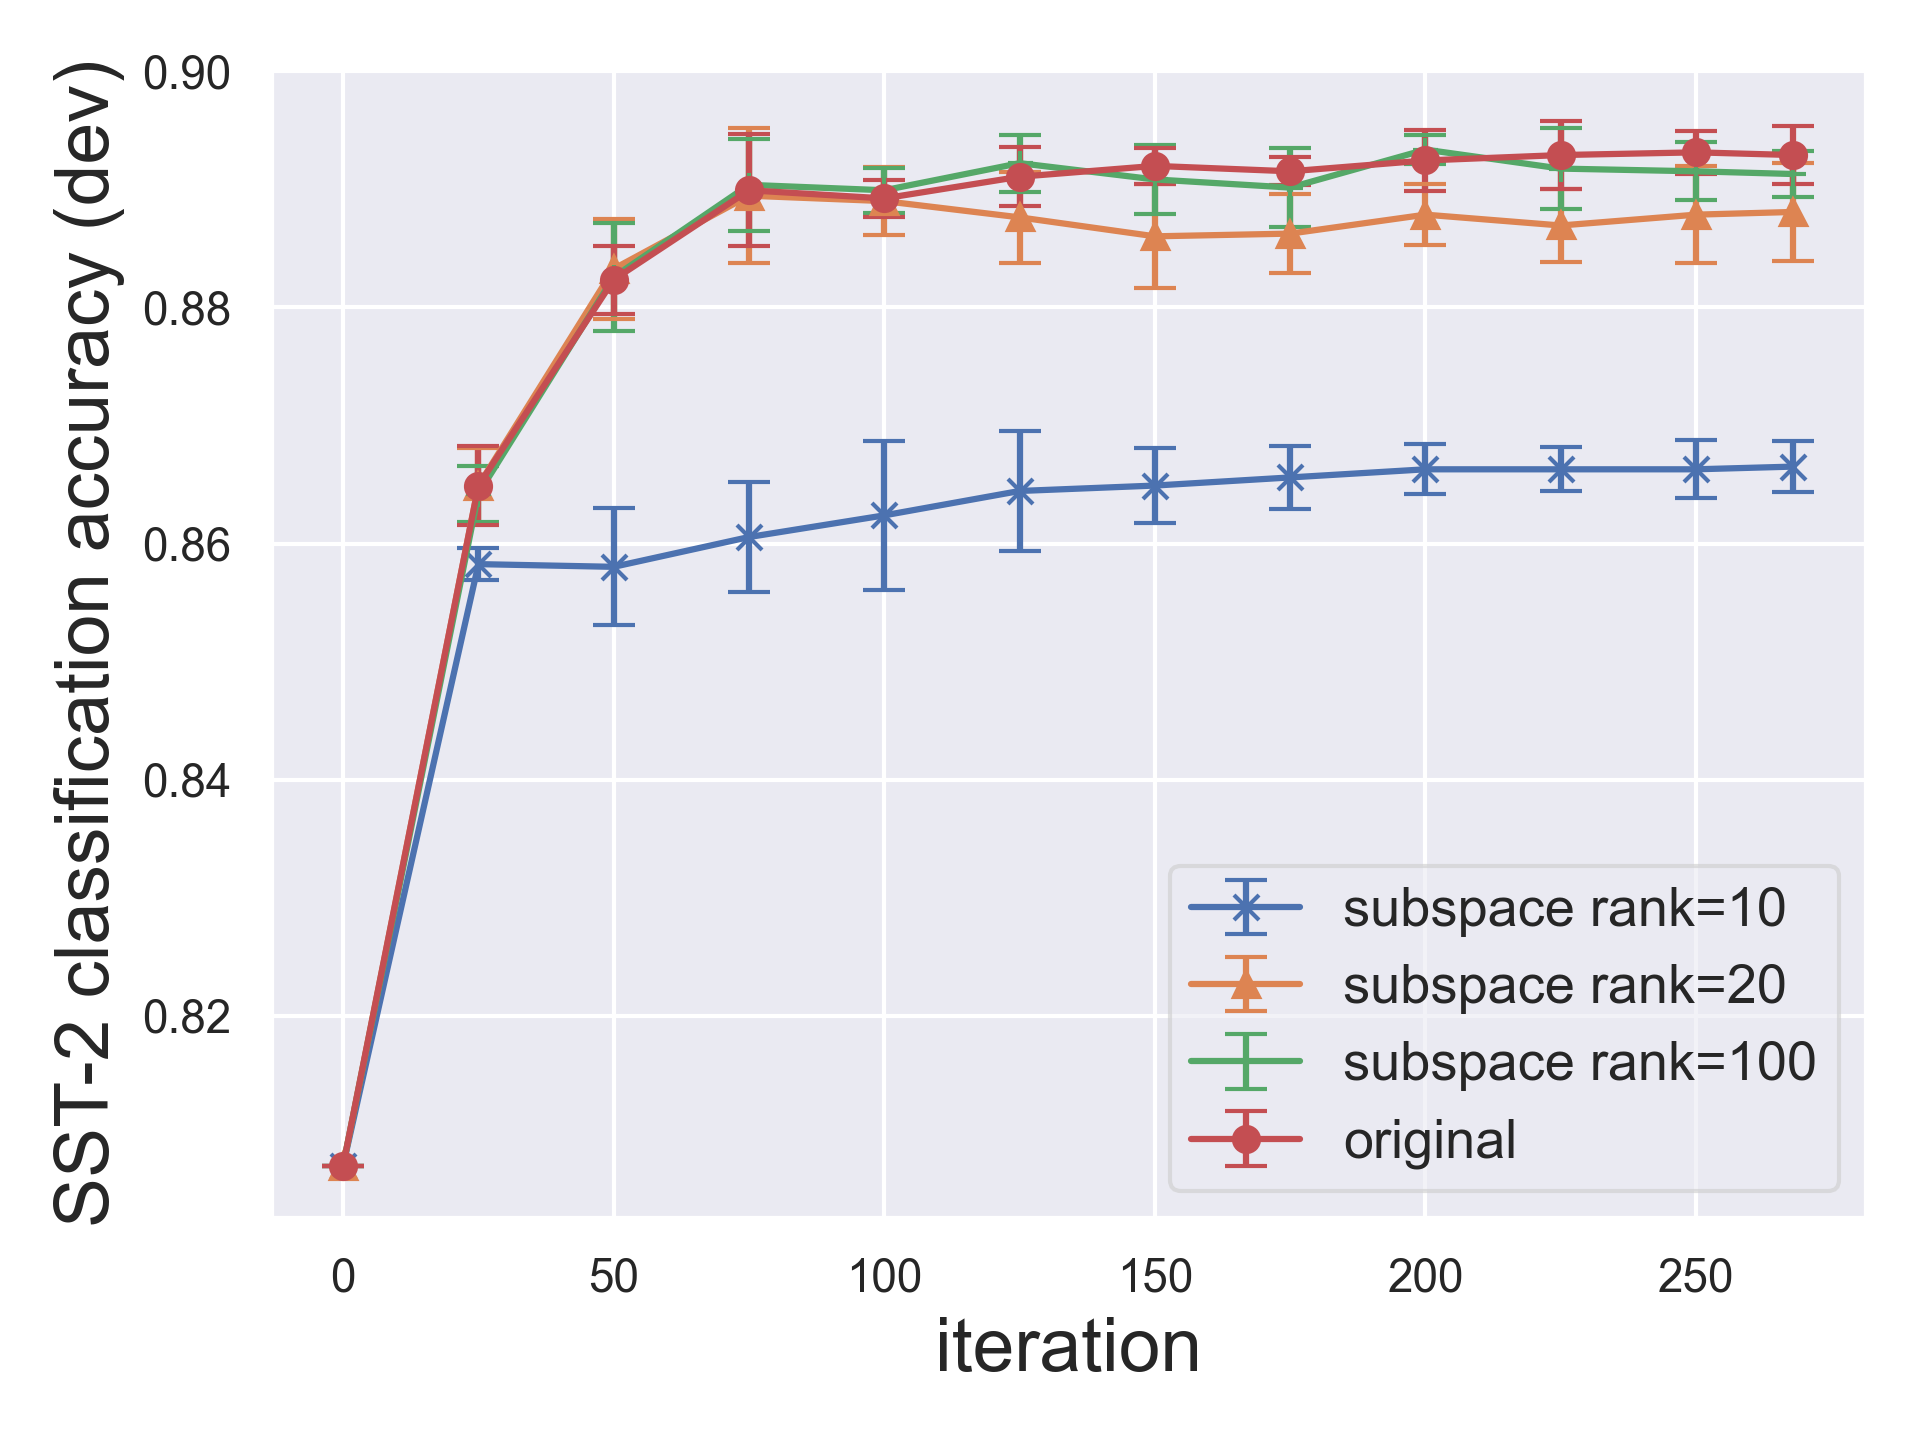 SST-2 classification accuracy (dev)
0.90
0.88
0.86
0.84
0.82
subspace rank=10
subspace rank=20
subspace rank=100
original
0 50 100 150 200 250
iteration